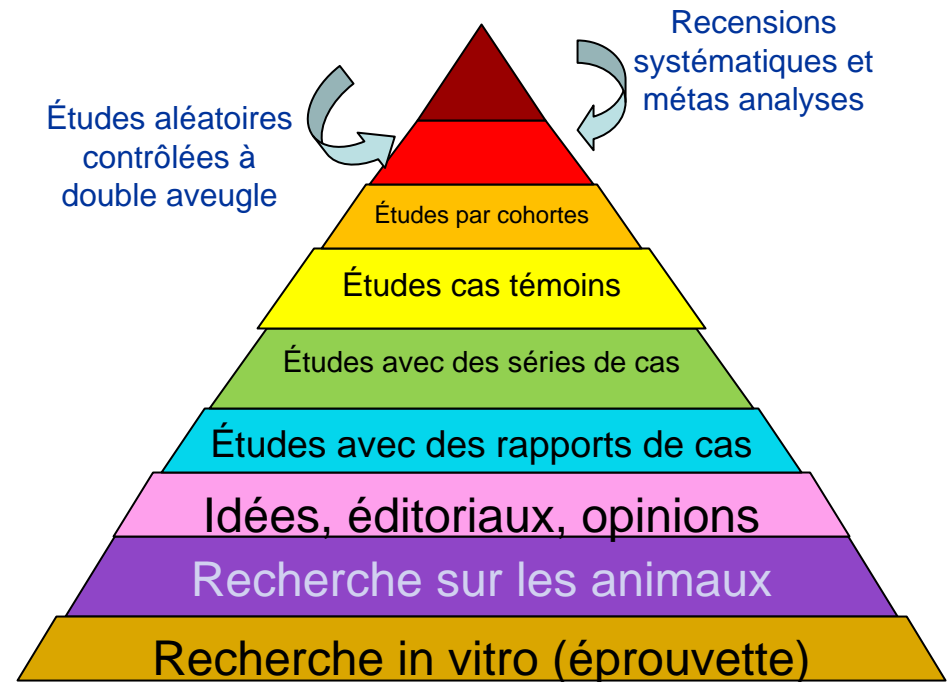 Recensions
systématiques et
métas analyses
Études aléatoires
contrôlées à
double aveugle
Études par cohortes
Études cas témoins
Études avec des séries de cas
Études avec des rapports de cas
Idées, éditoriaux, opinions
Recherche sur les animaux
Recherche in vitro (éprouvette)